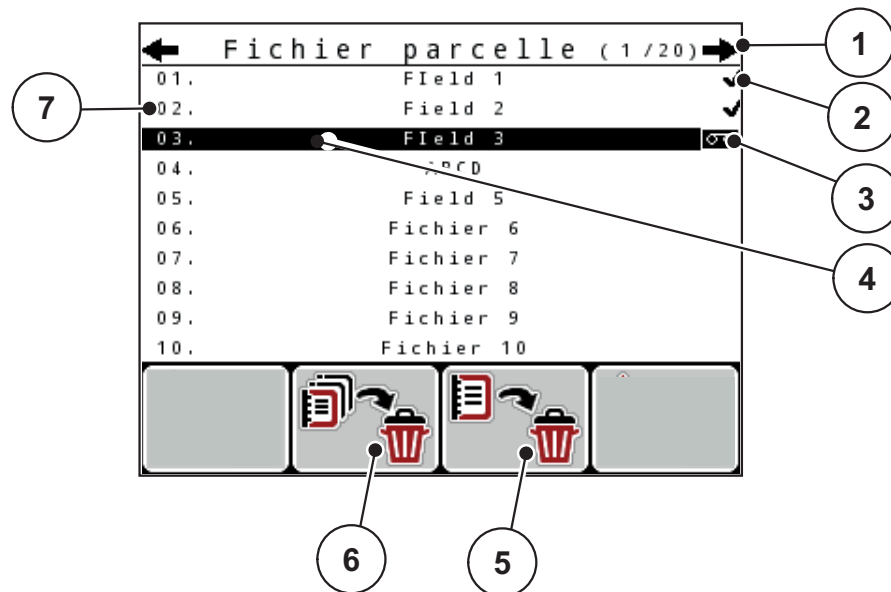 Fichier parcelle (1/20)
01. FIeld 1
02. Field 2
03. FIeld 3
04. ABCD
05. Field 5
06. Fichier 6
07. Fichier 7
08. Fichier 8
09. Fichier 9
10. Fichier 10
1
2
3
4
5
6
7